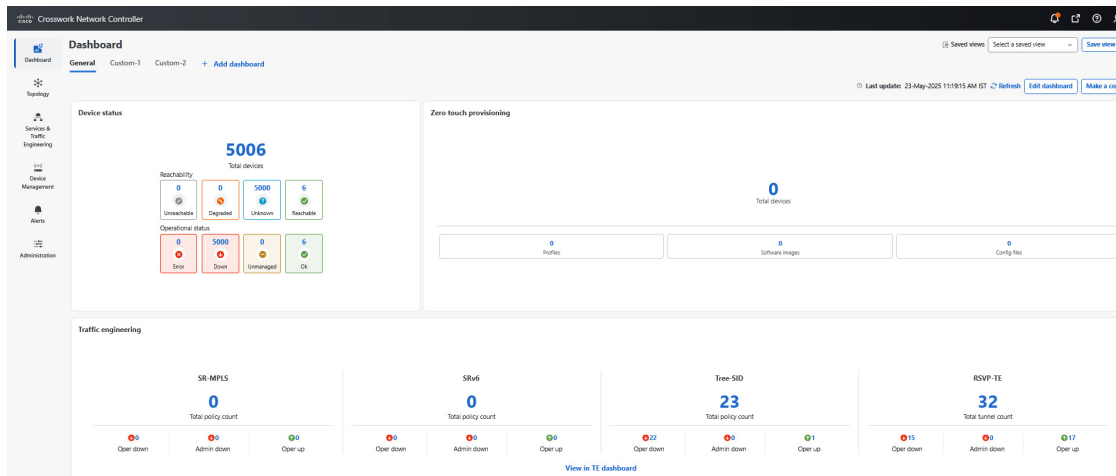 cisco Crosswork Network Controller
Dashboard
Topology
Services &
Traffic
Engineering
Device
Management
Alerts
Administration
Dashboard
Saved views Select a saved view Save view
General Custom-1 Custom-2 + Add dashboard
Last update: 23-May-2025 11:19:15 AM IST Refresh Edit dashboard Make a co
Device status
5006
Total devices
Reachability
0 0 5000 6
Unreachable Degraded Unknown Reachable
Operational status
0 5000 0 6
Error Down Unmanaged Ok
Zero touch provisioning
0
Total devices
0 0 0
Profiles Software images Config files
Traffic engineering
SR-MPLS SRv6 Tree-SID RSVP-TE
0 0 23 32
Total policy count Total policy count Total policy count Total tunnel count
0 0 0 0 0 0 22 0 1 15 0 17
Oper down Admin down Oper up Oper down Admin down Oper up Oper down Admin down Oper up Oper down Admin down Oper up
View in TE dashboard